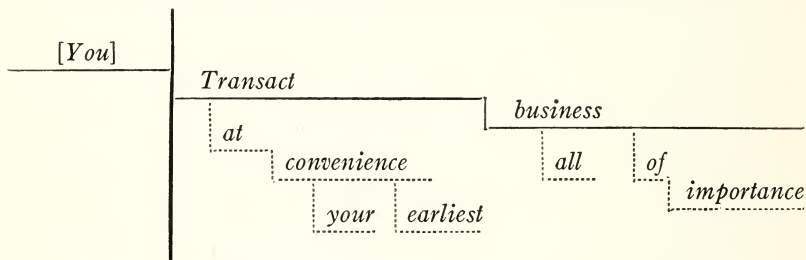 [You]
Transact
business
at
all
of
convenience
importance
your
earliest